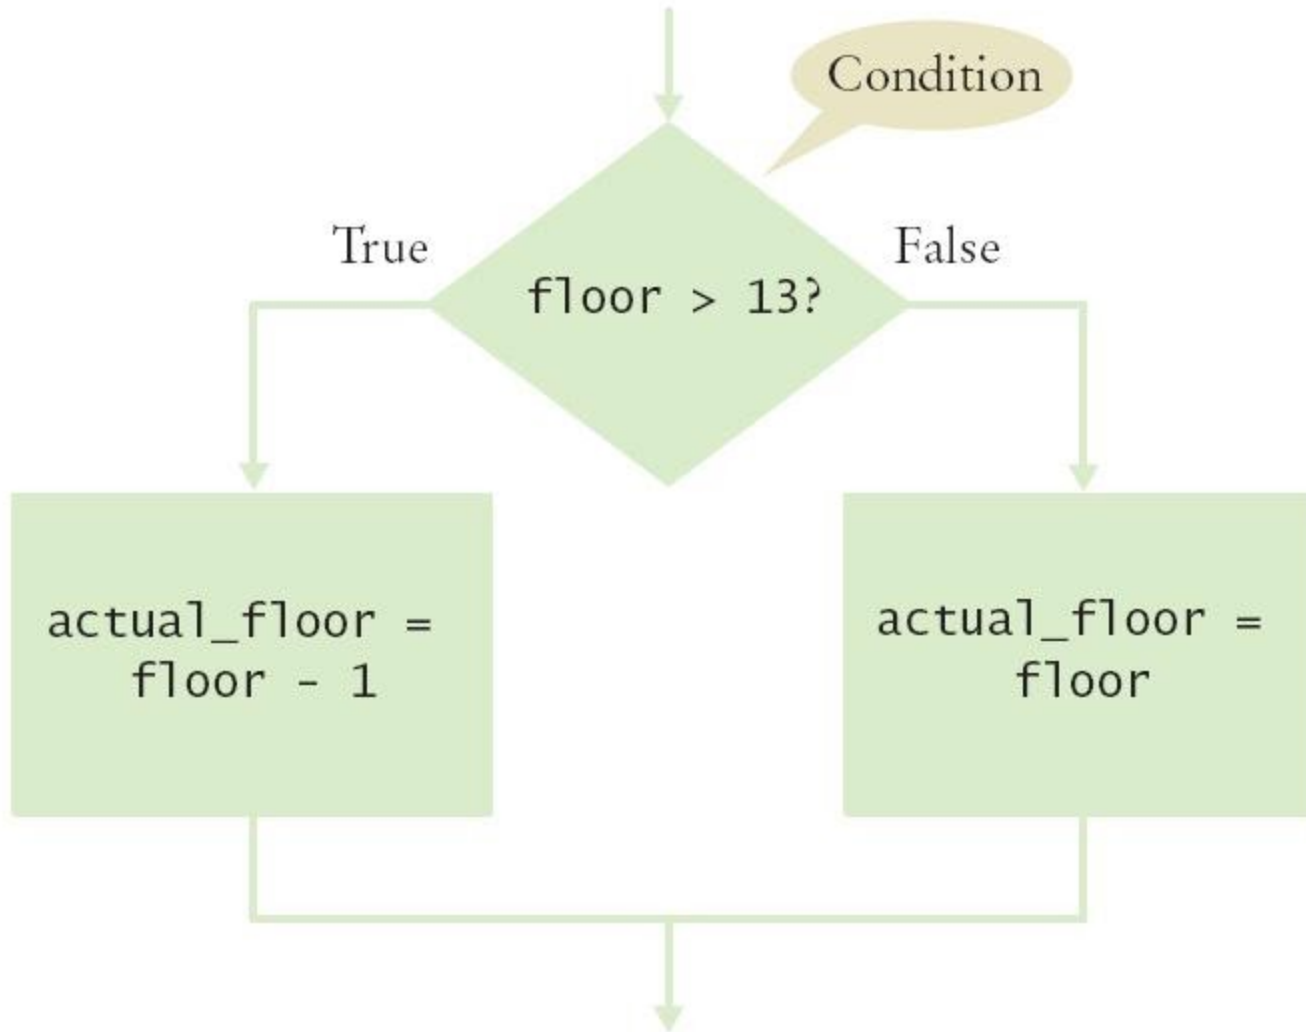 Condition
True
False
floor > 13?
actual_floor =
floor - 1
actual_floor =
floor